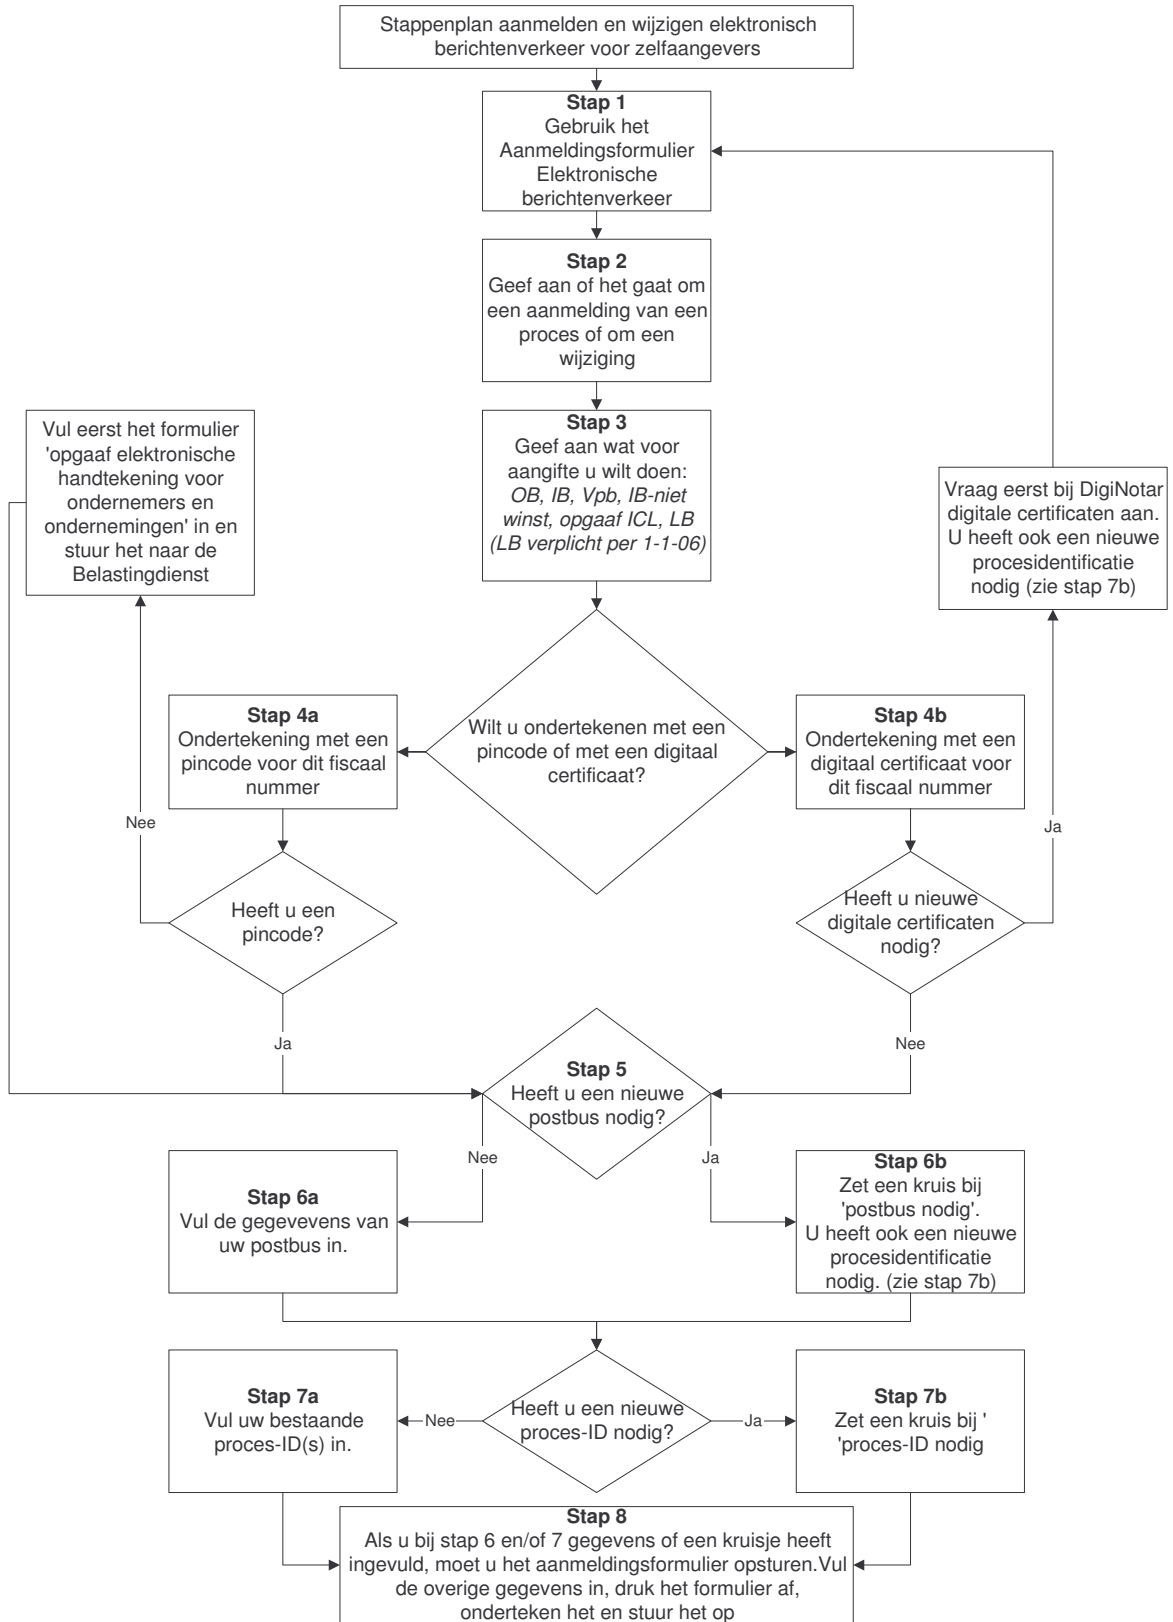 Stappenplan aanmelden en wijzigen elektronisch
berichtenverkeer voor zelfaangevers
Stap 1
Gebruik het
Aanmeldingsformulier
Elektronische
berichtenverkeer
Stap 2
Geef aan of het gaat om
een aanmelding van een
proces of om een
wijziging
Stap 3
Geef aan wat voor
aangifte u wilt doen:
OB, IB, Vpb, IB-niet
winst, opgaaf ICL, LB
(LB verplicht per 1-1-06)
Vul eerst het formulier
'opgaaf elektronische
handtekening voor
ondernemers en
ondernemingen' in en
stuur het naar de
Belastingdienst
Vraag eerst bij DigiNotar
digitale certificaten aan.
U heeft ook een nieuwe
procesidentificatie
nodig (zie stap 7b)
Wilt u ondertekenen met een
pincode of met een digitaal
certificaat?
Stap 4a
Ondertekening met een
pincode voor dit fiscaal
nummer
Stap 4b
Ondertekening met een
digitaal certificaat voor
dit fiscaal nummer
Nee
Ja
Heeft u een
pincode?
Heeft u nieuwe
digitale certificaten
nodig?
Ja
Nee
Stap 5
Heeft u een nieuwe
postbus nodig?
Nee
Ja
Stap 6a
Vul de gegevevens van
uw postbus in.
Stap 6b
Zet een kruis bij
'postbus nodig'.
U heeft ook een nieuwe
procesidentificatie
nodig. (zie stap 7b)
Heeft u een nieuwe
proces-ID nodig?
Nee
Ja
Stap 7a
Vul uw bestaande
proces-ID(s) in.
Stap 7b
Zet een kruis bij '
'proces-ID nodig
Stap 8
Als u bij stap 6 en/of 7 gegevens of een kruisje heeft
ingevuld, moet u het aanmeldingsformulier opsturen.Vul
de overige gegevens in, druk het formulier af,
onderteken het en stuur het op